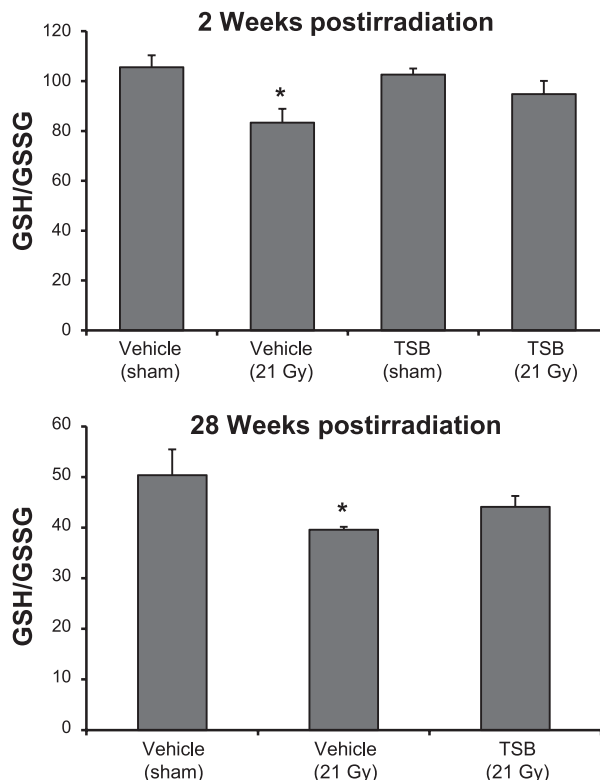 2 Weeks postirradiation
120
100
80
60
40
20
0
GSH/GSSG
*
Vehicle (sham)
Vehicle (21 Gy)
TSB (sham)
TSB (21 Gy)
28 Weeks postirradiation
60
50
40
30
20
10
0
GSH/GSSG
*
Vehicle (sham)
Vehicle (21 Gy)
TSB (21 Gy)